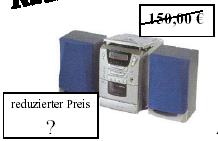 150,00 €
reduzierter Preis
?